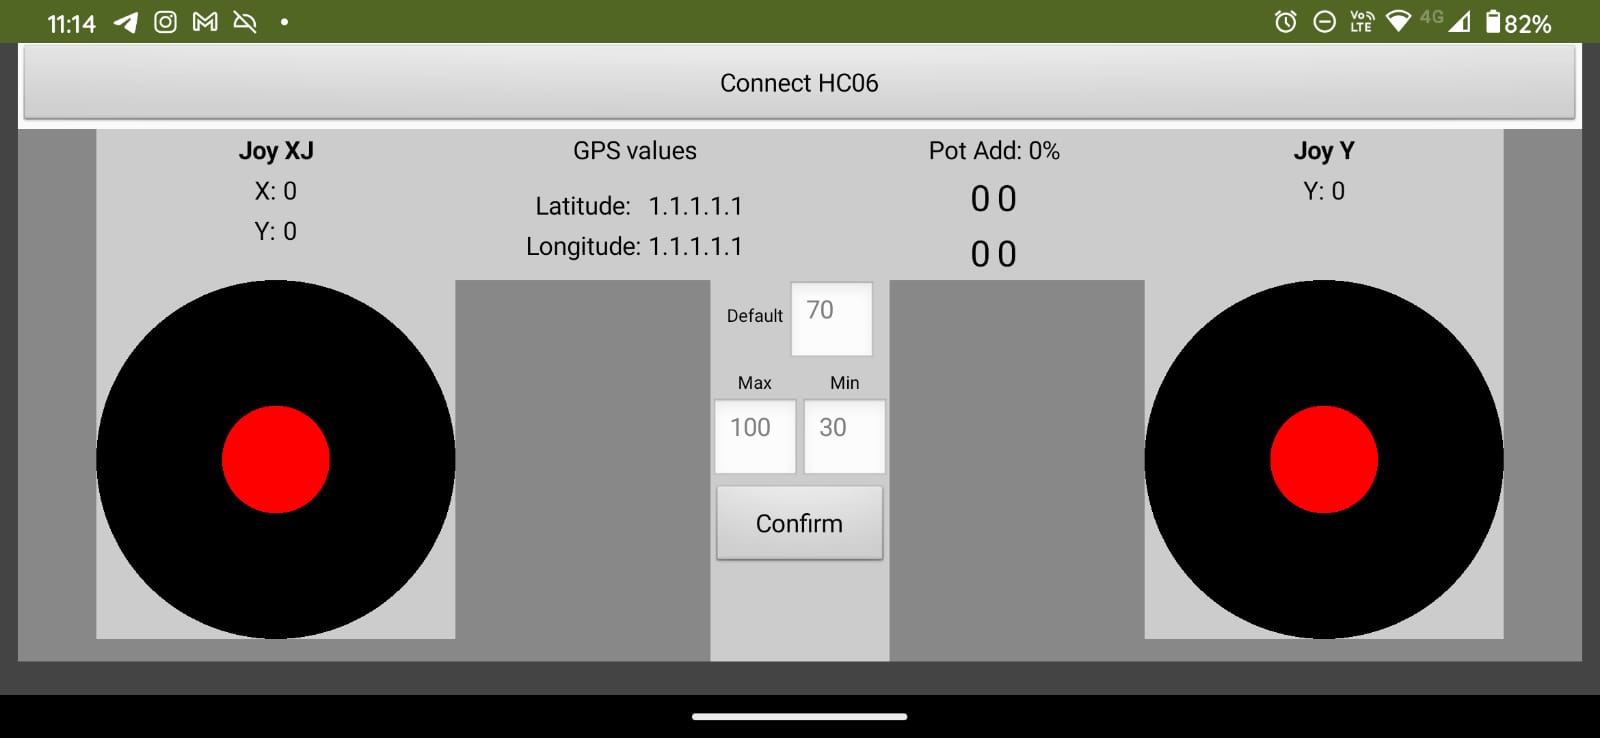 11:14 VoD LTE 4G 82%
Connect HC06
Joy XJ
X: 0
Y: 0
GPS values
Latitude: 1.1.1.1.1
Longitude: 1.1.1.1.1
Pot Add: 0%
0 0
0 0
Joy Y
Y: 0
Default 70
Max Min
100 30
Confirm